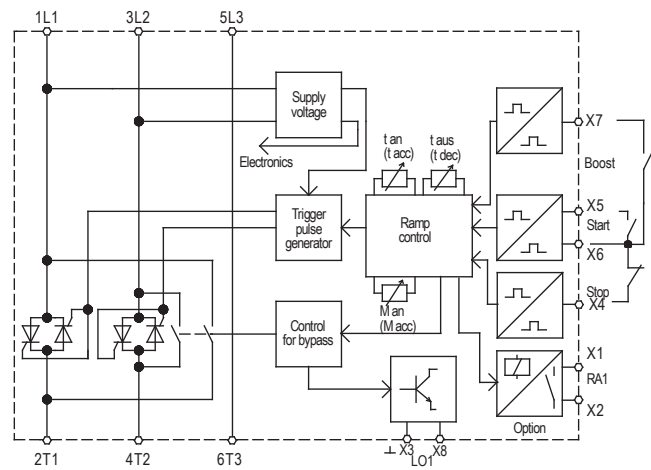 1L1 3L2 5L3
Supply
voltage
X7
Electronics
t an
(t acc)
t aus
(t dec)
Boost
X5
Start
Trigger
pulse
generator
Ramp
control
X6
Stop
X4
M an
(M acc)
Control
for bypass
X1
RA1
X2
Option
⊥ X3 X8
LO1
2T1 4T2 6T3